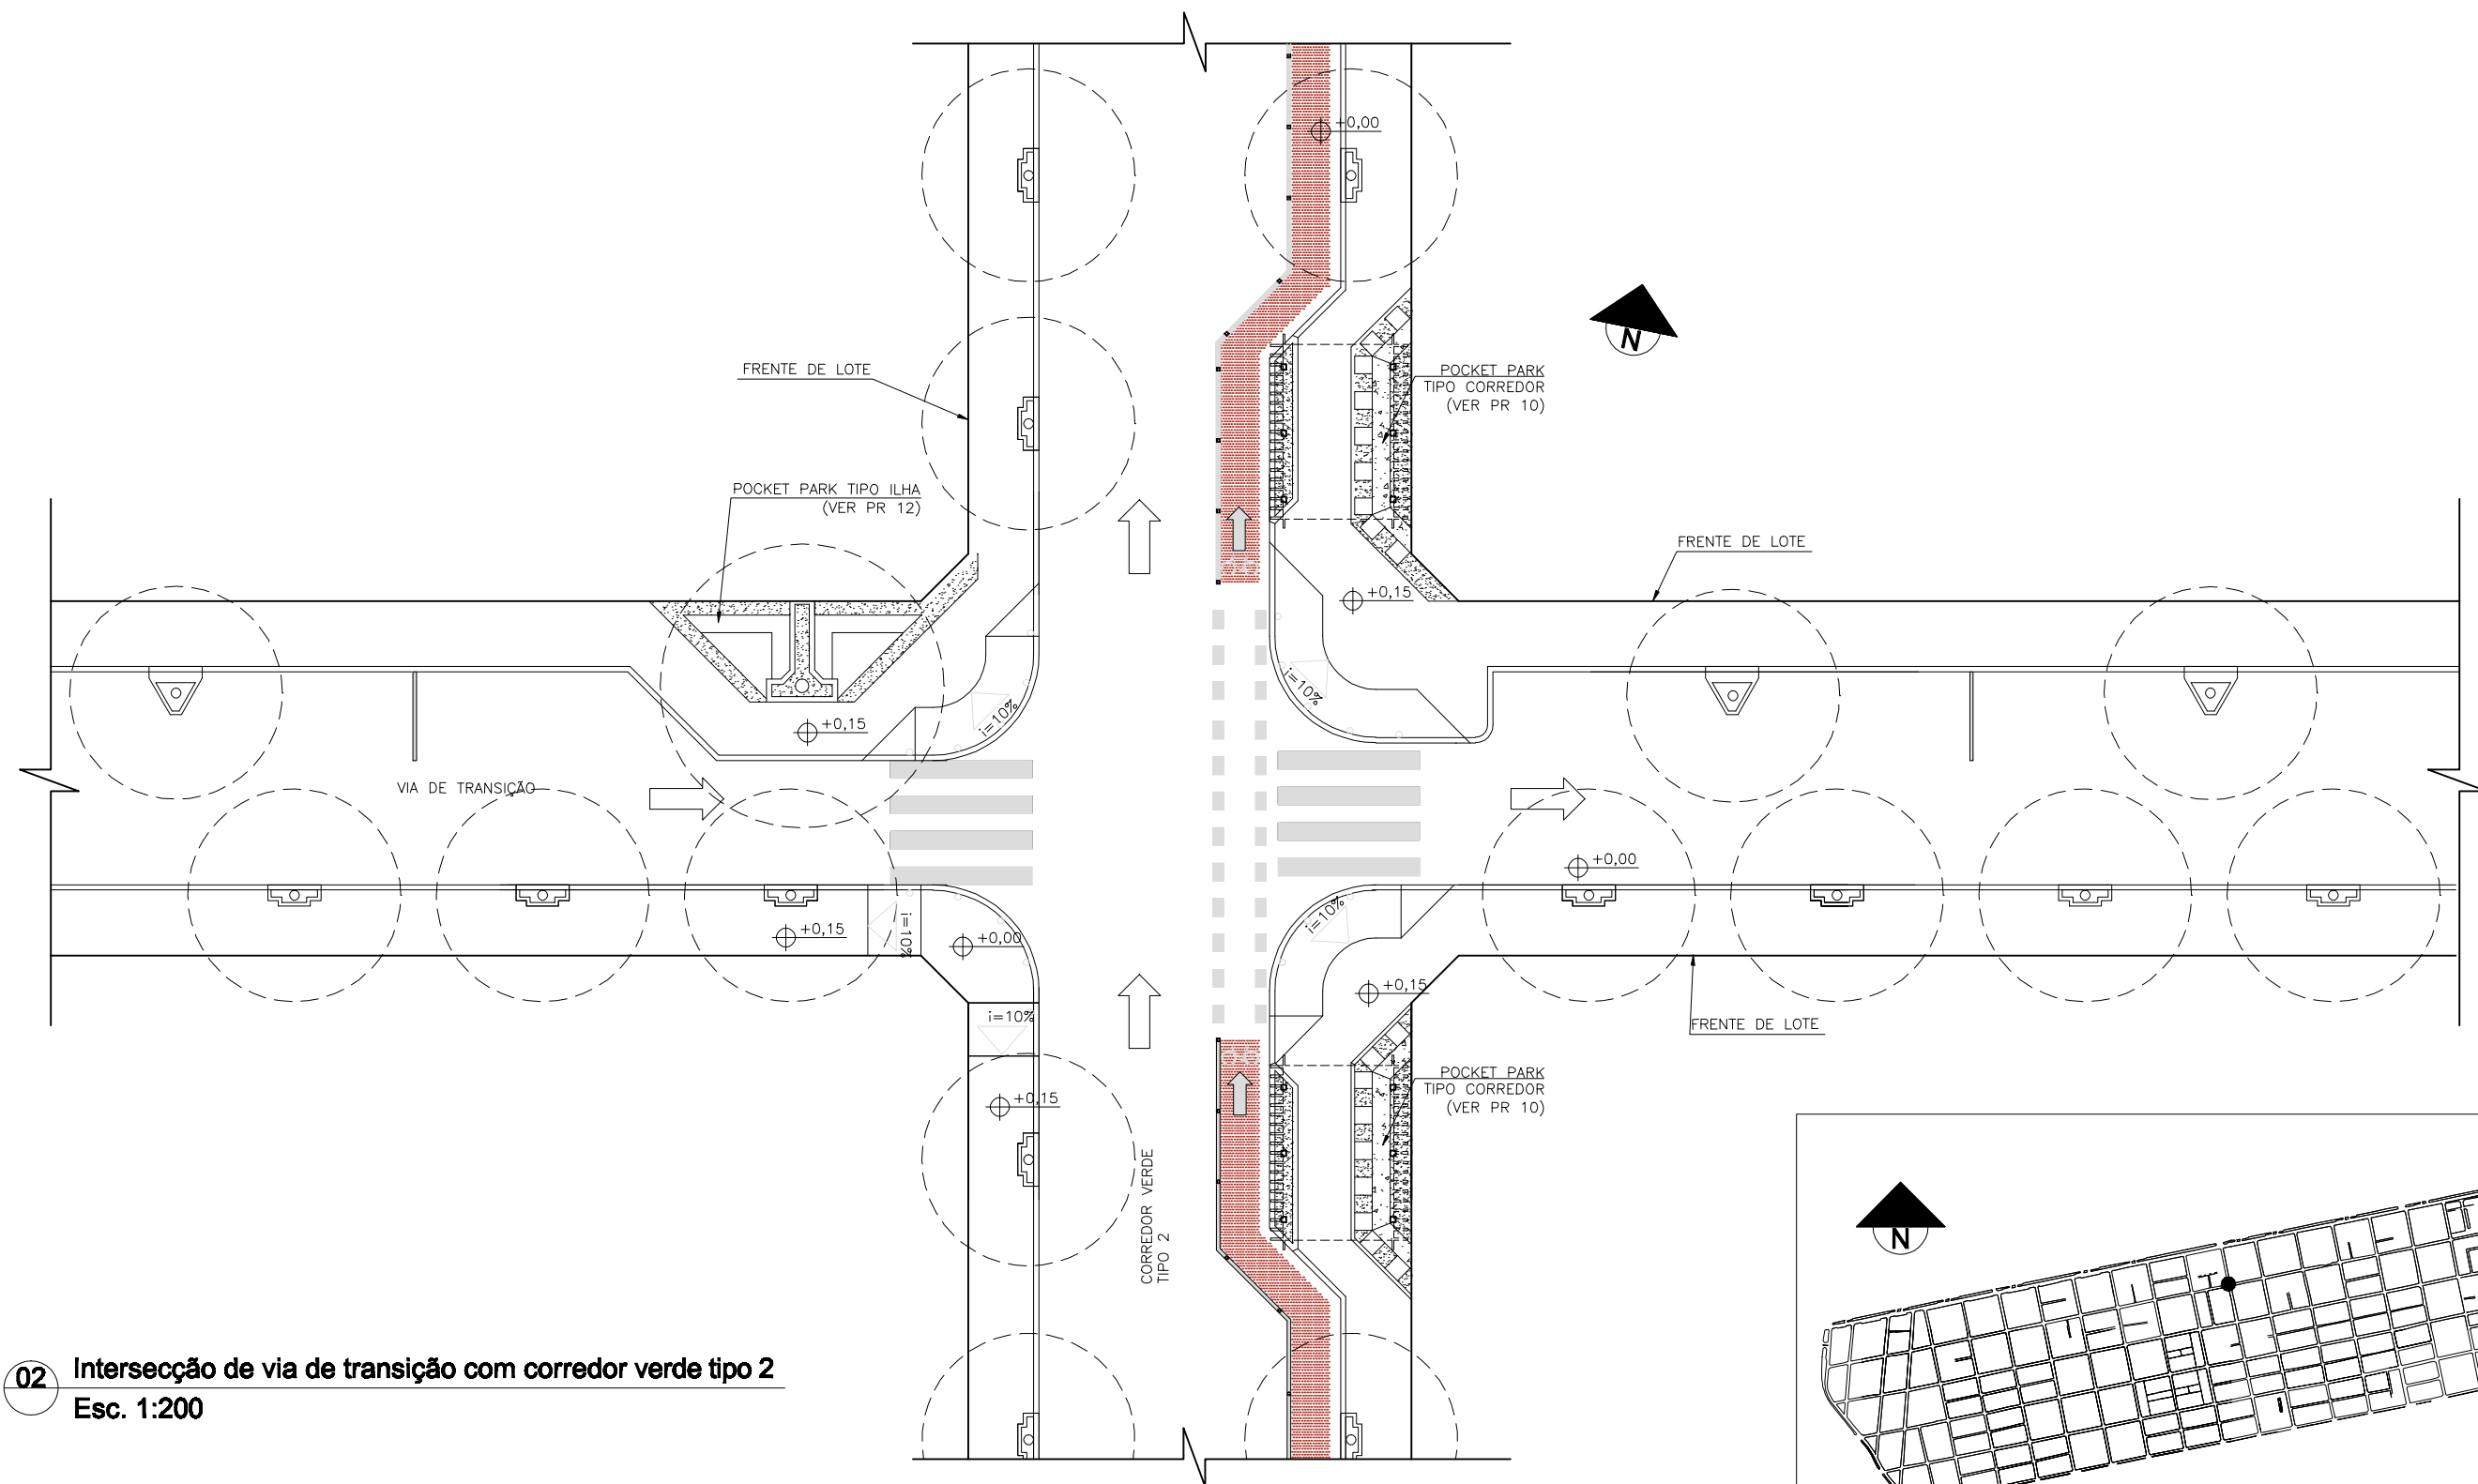 +0,00
N
FRENTE DE LOTE
POCKET PARK
TIPO CORREDOR
(VER PR 10)
POCKET PARK TIPO ILHA
(VER PR 12)
FRENTE DE LOTE
+0,15
i=10%
i=10%
+0,15
VIA DE TRANSIÇÃO
+0,00
i=10%
i=10%
+0,15
+0,00
+0,15
i=10%
FRENTE DE LOTE
POCKET PARK
TIPO CORREDOR
(VER PR 10)
+0,15
CORREDOR VERDE
TIPO 2
N
02
Intersecção de via de transição com corredor verde tipo 2
Esc. 1:200